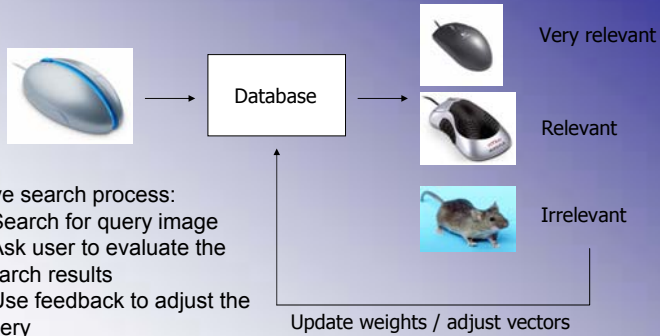 Very relevant
Database
Relevant
Irrelevant
ve search process:
Search for query image
Ask user to evaluate the
arch results
Use feedback to adjust the
ery
Update weights / adjust vectors